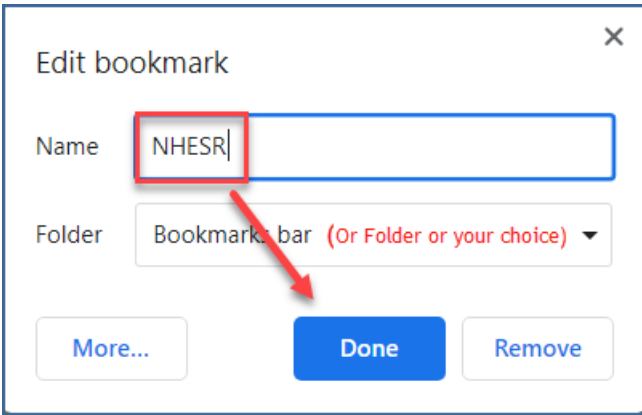 Edit bookmark
Name NHESR
Folder Bookmarks bar (Or Folder or your choice)
More... Done Remove